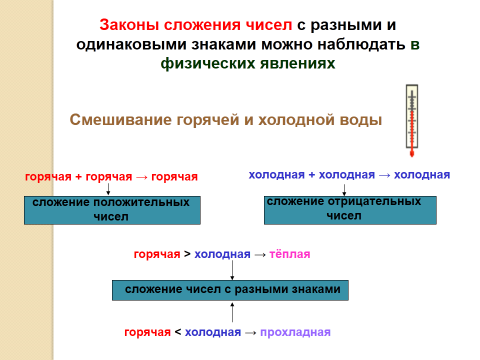 Законы сложения чисел с разными и
одинаковыми знаками можно наблюдать в
физических явлениях
Смешивание горячей и холодной воды
горячая + горячая → горячая
холодная + холодная → холодная
сложение положительных
чисел
сложение отрицательных
чисел
горячая > холодная → тёплая
сложение чисел с разными знаками
горячая < холодная → прохладная